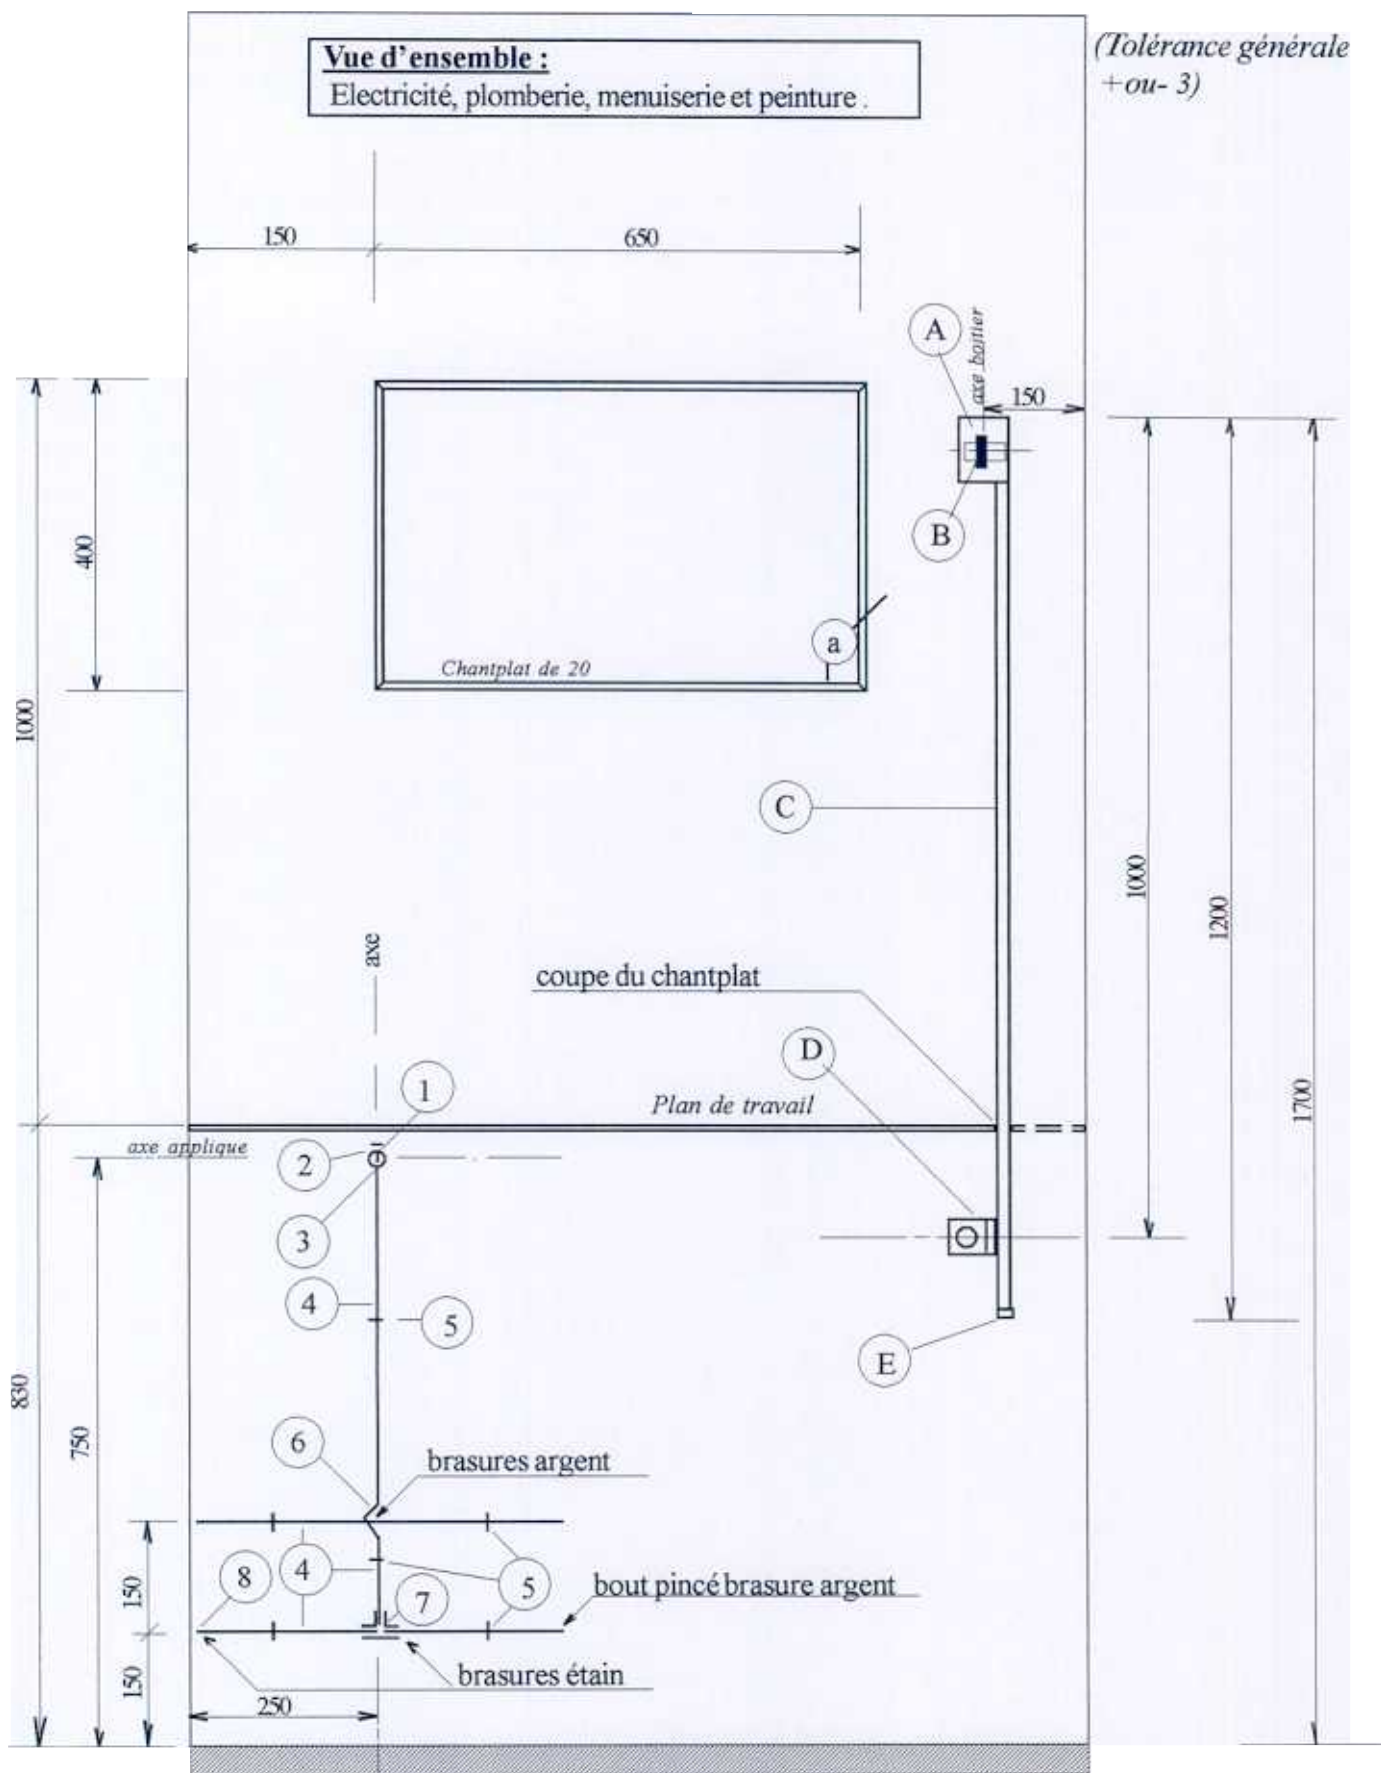 Vue d'ensemble :
Electricité, plomberie, menuiserie et peinture .
(Tolérance générale
+ou- 3)
150
650
A
axe boitier
150
B
400
a
Chantplat de 20
1000
C
1000
1200
axe
coupe du chantplat
D
1
Plan de travail
1700
axe applique
2
3
4
5
E
830
750
6
brasures argent
8
4
5
7
bout pincé brasure argent
150
brasures étain
150
250